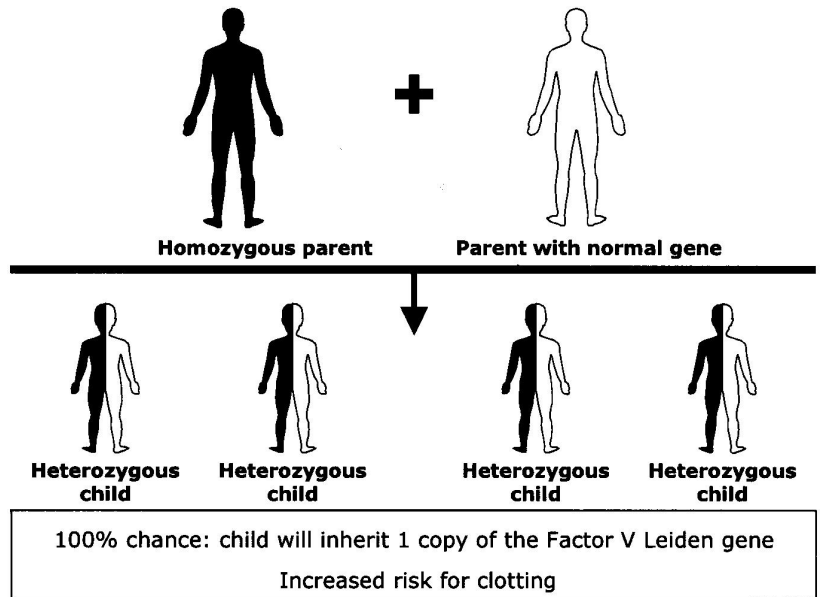 Homozygous parent
Parent with normal gene
Heterozygous child
Heterozygous child
Heterozygous child
Heterozygous child
100% chance: child will inherit 1 copy of the Factor V Leiden gene
Increased risk for clotting